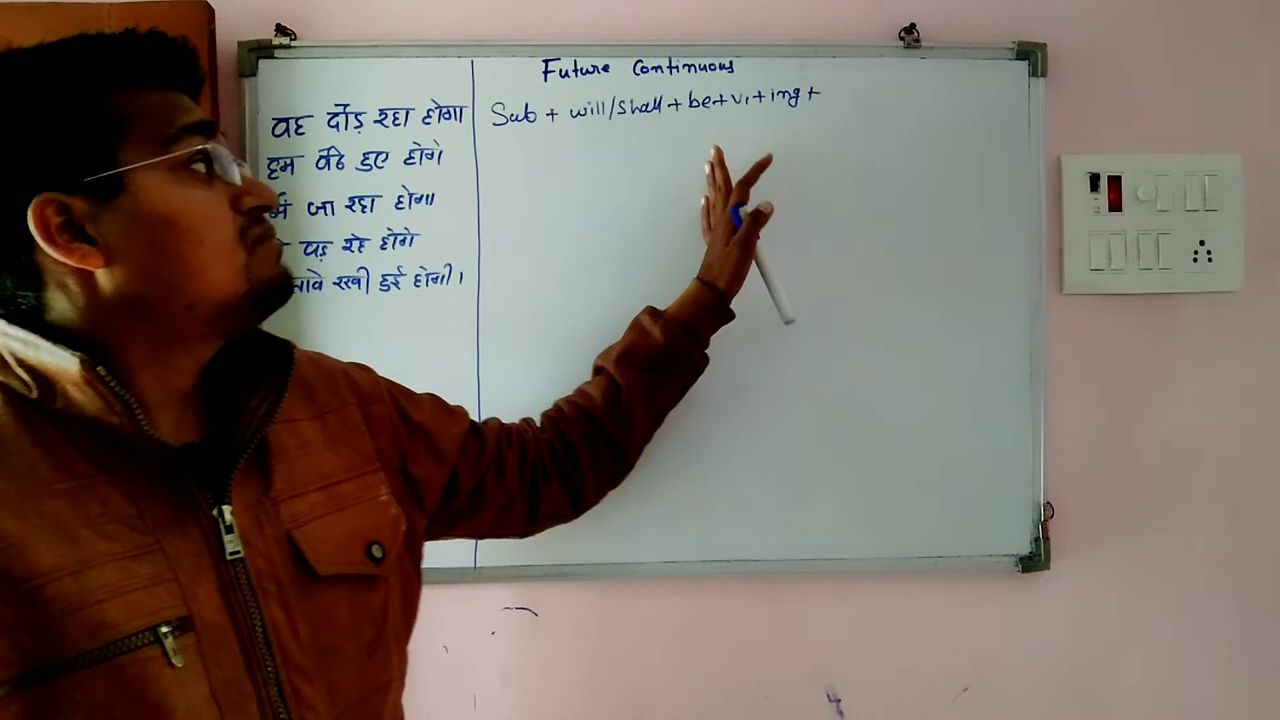 Future Continuous
Sub + will/shall + be + V₁ + ing +
वह दौड़ रहा होगा
हम बैठे हुए होगें
मैं जा रहा होगा
पढ़ रहे होगें
रखी हुई होगी।